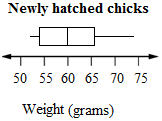 Newly hatched chicks
50 55 60 65 70 75
Weight (grams)